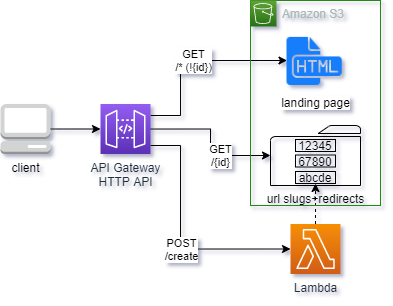 Amazon S3
GET
/* (!{id})
HTML
landing page
client
API Gateway
HTTP API
GET
/{id}
12345
67890
abcde
url slugs+redirects
POST
/create
Lambda